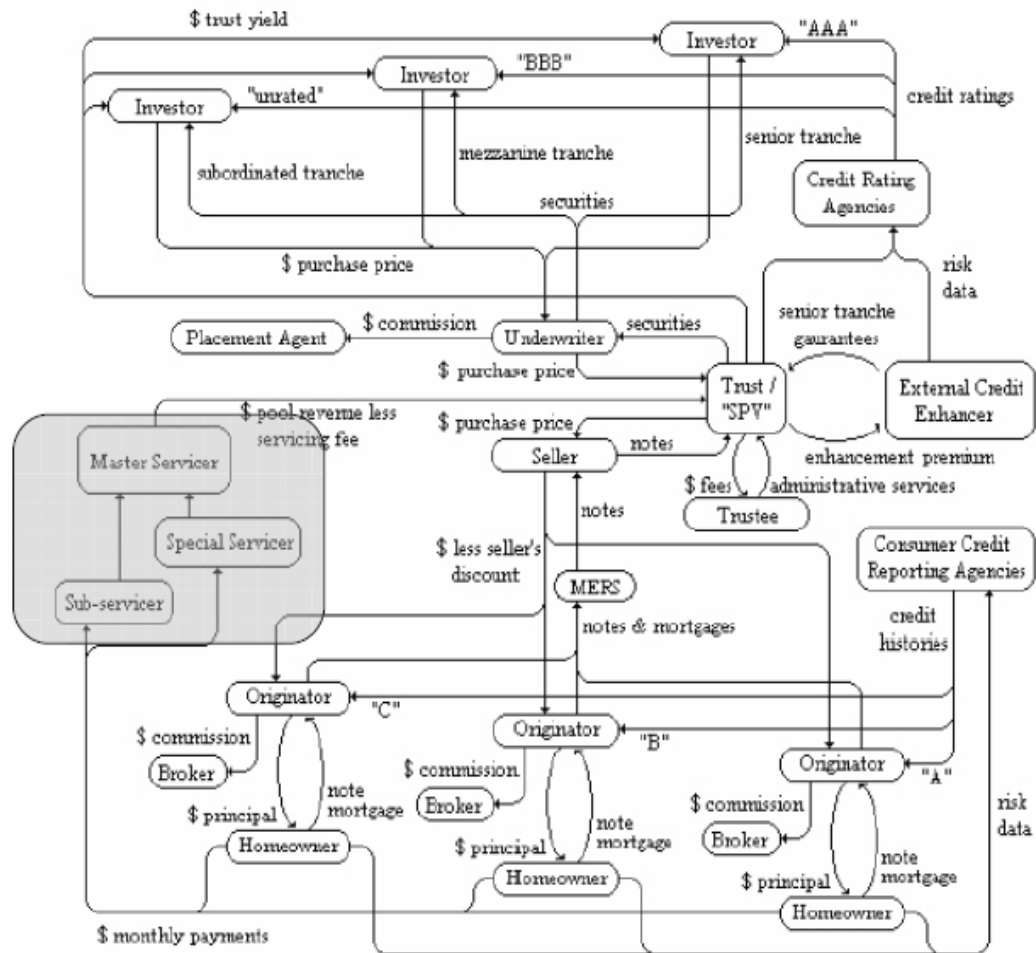 $ trust yield
Investor
"AAA"
Investor
"BBB"
Investor
"unrated"
credit ratings
senior tranche
mezzanine tranche
subordinated tranche
Credit Rating
Agencies
securities
$ purchase price
risk
data
$ commission
securities
senior tranche
gaurantees
Placement Agent
Underwriter
$ purchase price
Trust /
"SPV"
External Credit
Enhancer
$ pool revenue less
servicing fee
$ purchase price
notes
Master Servicer
Seller
enhancement premium
$ fees
administrative services
Trustee
notes
Special Servicer
$ less seller's
discount
Consumer Credit
Reporting Agencies
MERS
Sub-servicer
notes & mortgages
credit
histories
Originator
"C"
Originator
"B"
$ commission
Originator
"A"
Broker
$ commission
note
mortgage
Broker
$ commission
risk
data
$ principal
note
mortgage
Broker
Homeowner
$ principal
note
mortgage
Homeowner
$ principal
Homeowner
$ monthly payments